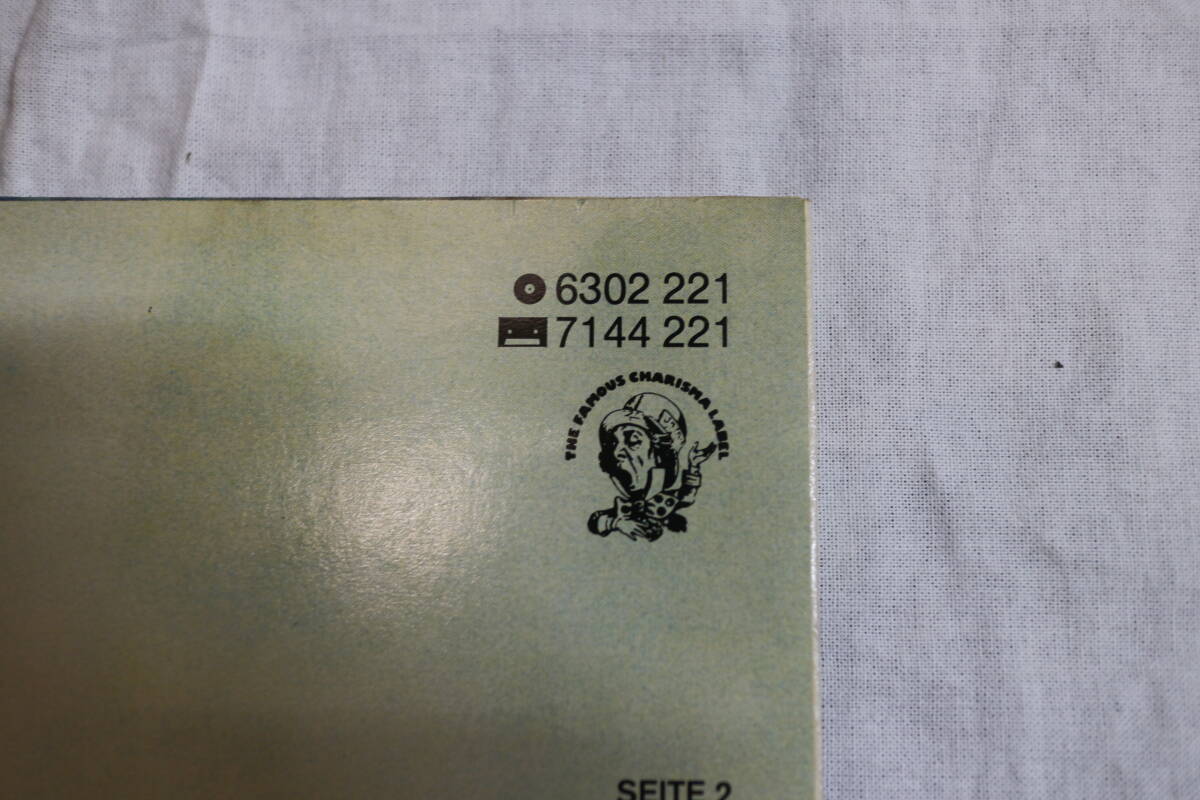 6302 221
7144 221
THE FAMOUS CHARISMA LABEL
SEITE 2